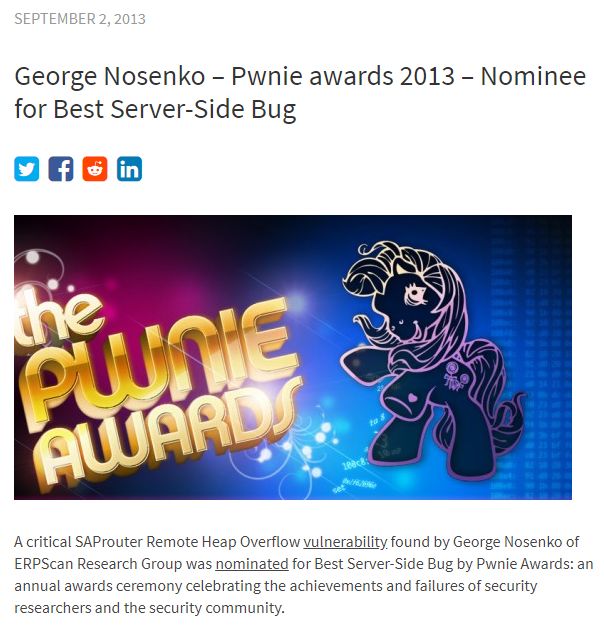 SEPTEMBER 2, 2013
George Nosenko – Pwnie awards 2013 – Nominee
for Best Server-Side Bug
the
PWNIE
AWARDS
to $
set
A critical SAProuter Remote Heap Overflow vulnerability found by George Nosenko of
ERPScan Research Group was nominated for Best Server-Side Bug by Pwnie Awards: an
annual awards ceremony celebrating the achievements and failures of security
researchers and the security community.